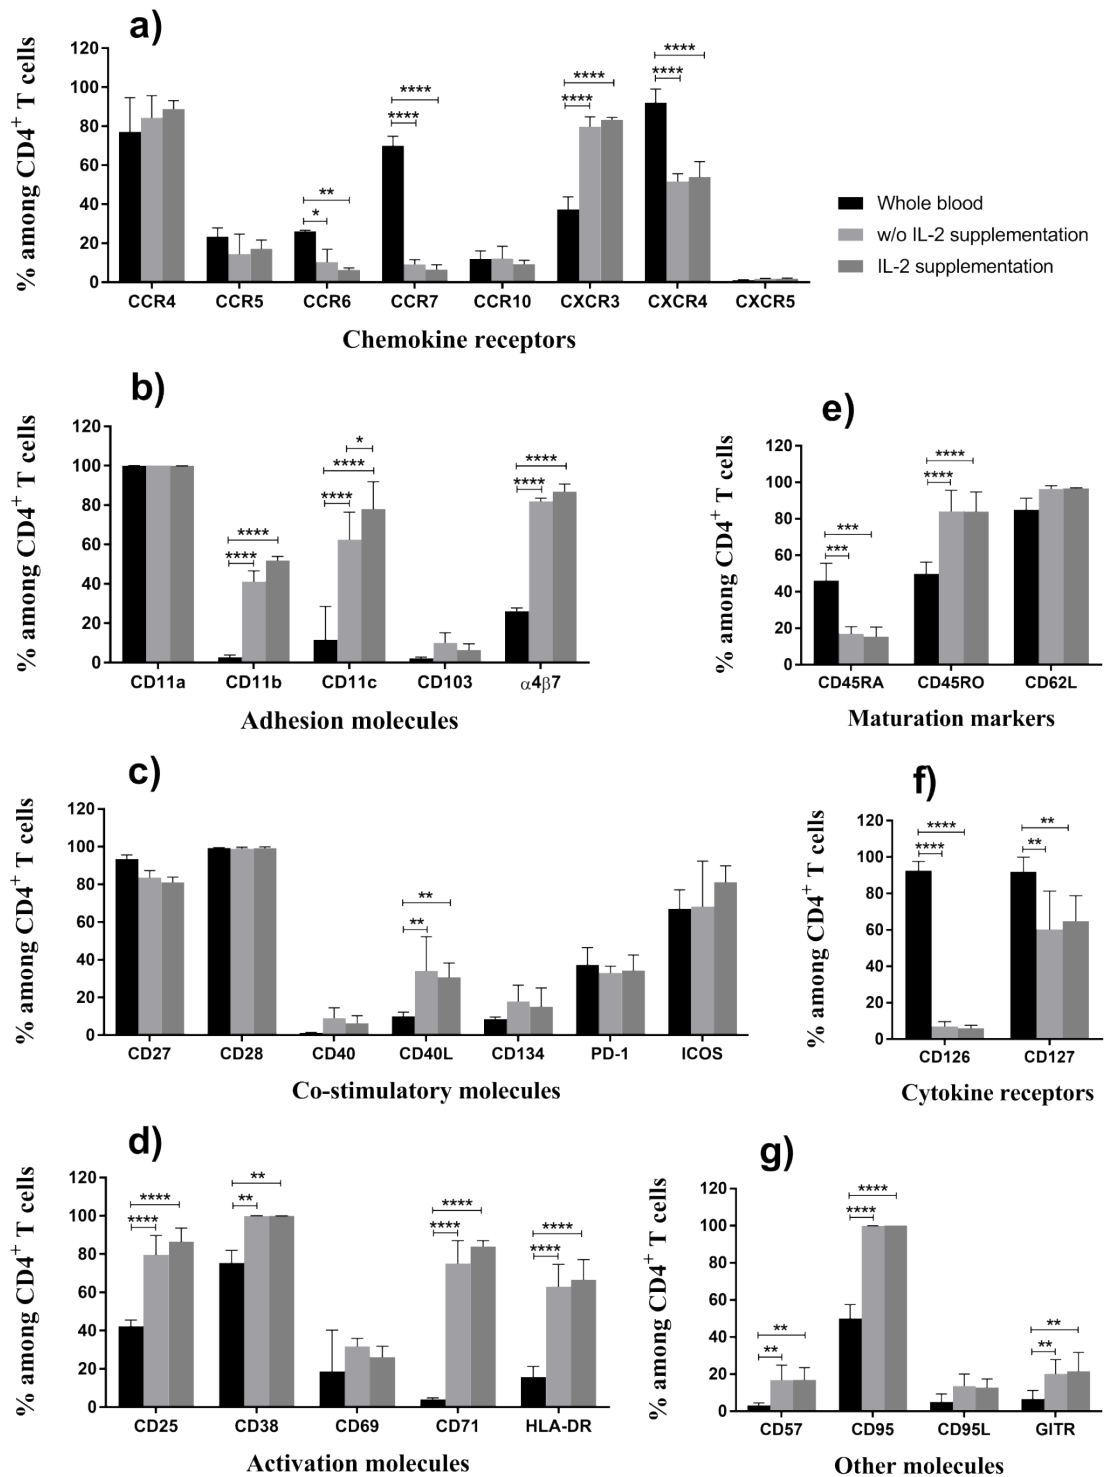 a)
% among CD4⁺ T cells
120
100
80
60
40
20
0
**** **** **** ****
**** ** **** **** ****
*
CCR4 CCR5 CCR6 CCR7 CCR10 CXCR3 CXCR4 CXCR5
Chemokine receptors
Whole blood
w/o IL-2 supplementation
IL-2 supplementation
b)
% among CD4⁺ T cells
120
100
80
60
40
20
0
**** ****
* **** ****
**** ****
CD11a CD11b CD11c CD103 α4β7
Adhesion molecules
e)
% among CD4⁺ T cells
120
100
80
60
40
20
0
*** ****
*** ****
CD45RA CD45RO CD62L
Maturation markers
c)
% among CD4⁺ T cells
120
100
80
60
40
20
0
**
**
CD27 CD28 CD40 CD40L CD134 PD-1 ICOS
Co-stimulatory molecules
f)
% among CD4⁺ T cells
120
100
80
60
40
20
0
**** **
**** **
CD126 CD127
Cytokine receptors
d)
% among CD4⁺ T cells
120
100
80
60
40
20
0
**** ** **** ****
**** ** **** ****
CD25 CD38 CD69 CD71 HLA-DR
Activation molecules
g)
% among CD4⁺ T cells
120
100
80
60
40
20
0
** **** **
** **** **
CD57 CD95 CD95L GITR
Other molecules